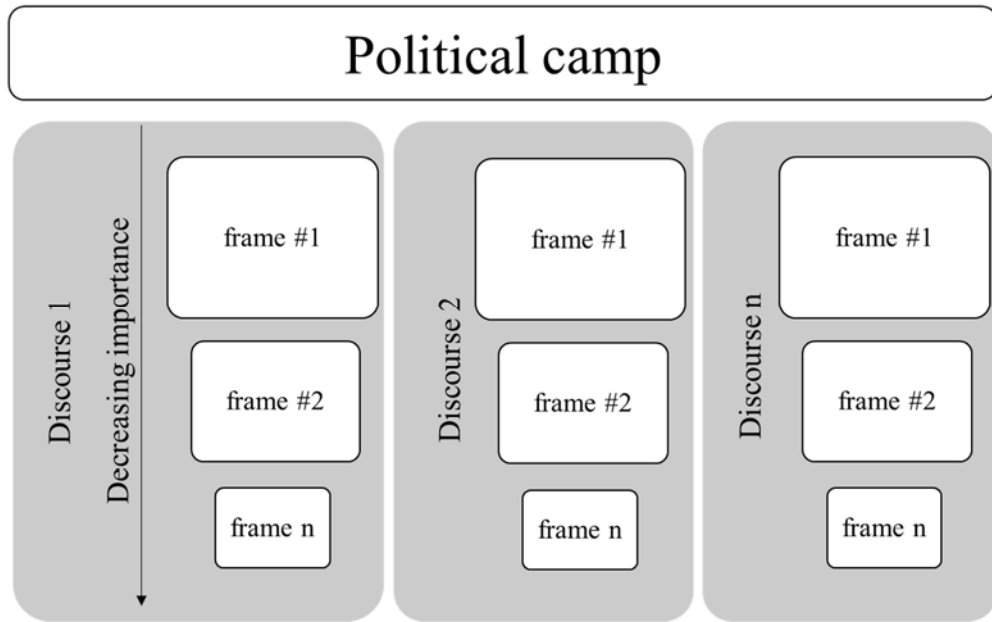 Political camp
Discourse 1
Decreasing importance
frame #1
frame #2
frame n
Discourse 2
frame #1
frame #2
frame n
Discourse n
frame #1
frame #2
frame n